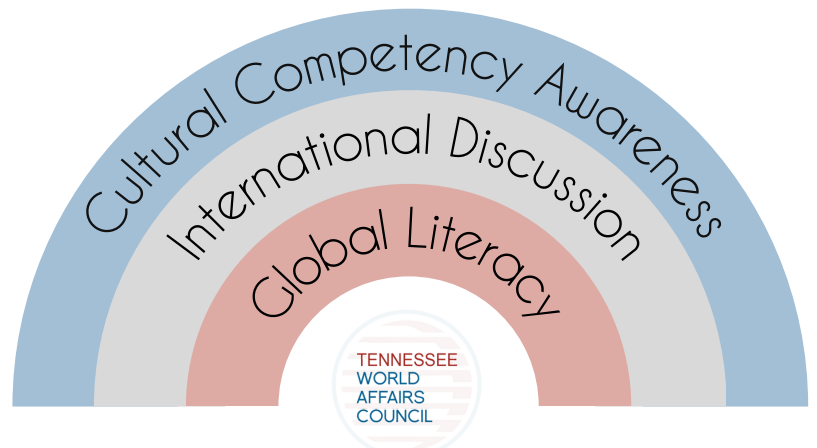 Cultural Competency Awareness
International Discussion
Global Literacy
TENNESSEE
WORLD
AFFAIRS
COUNCIL